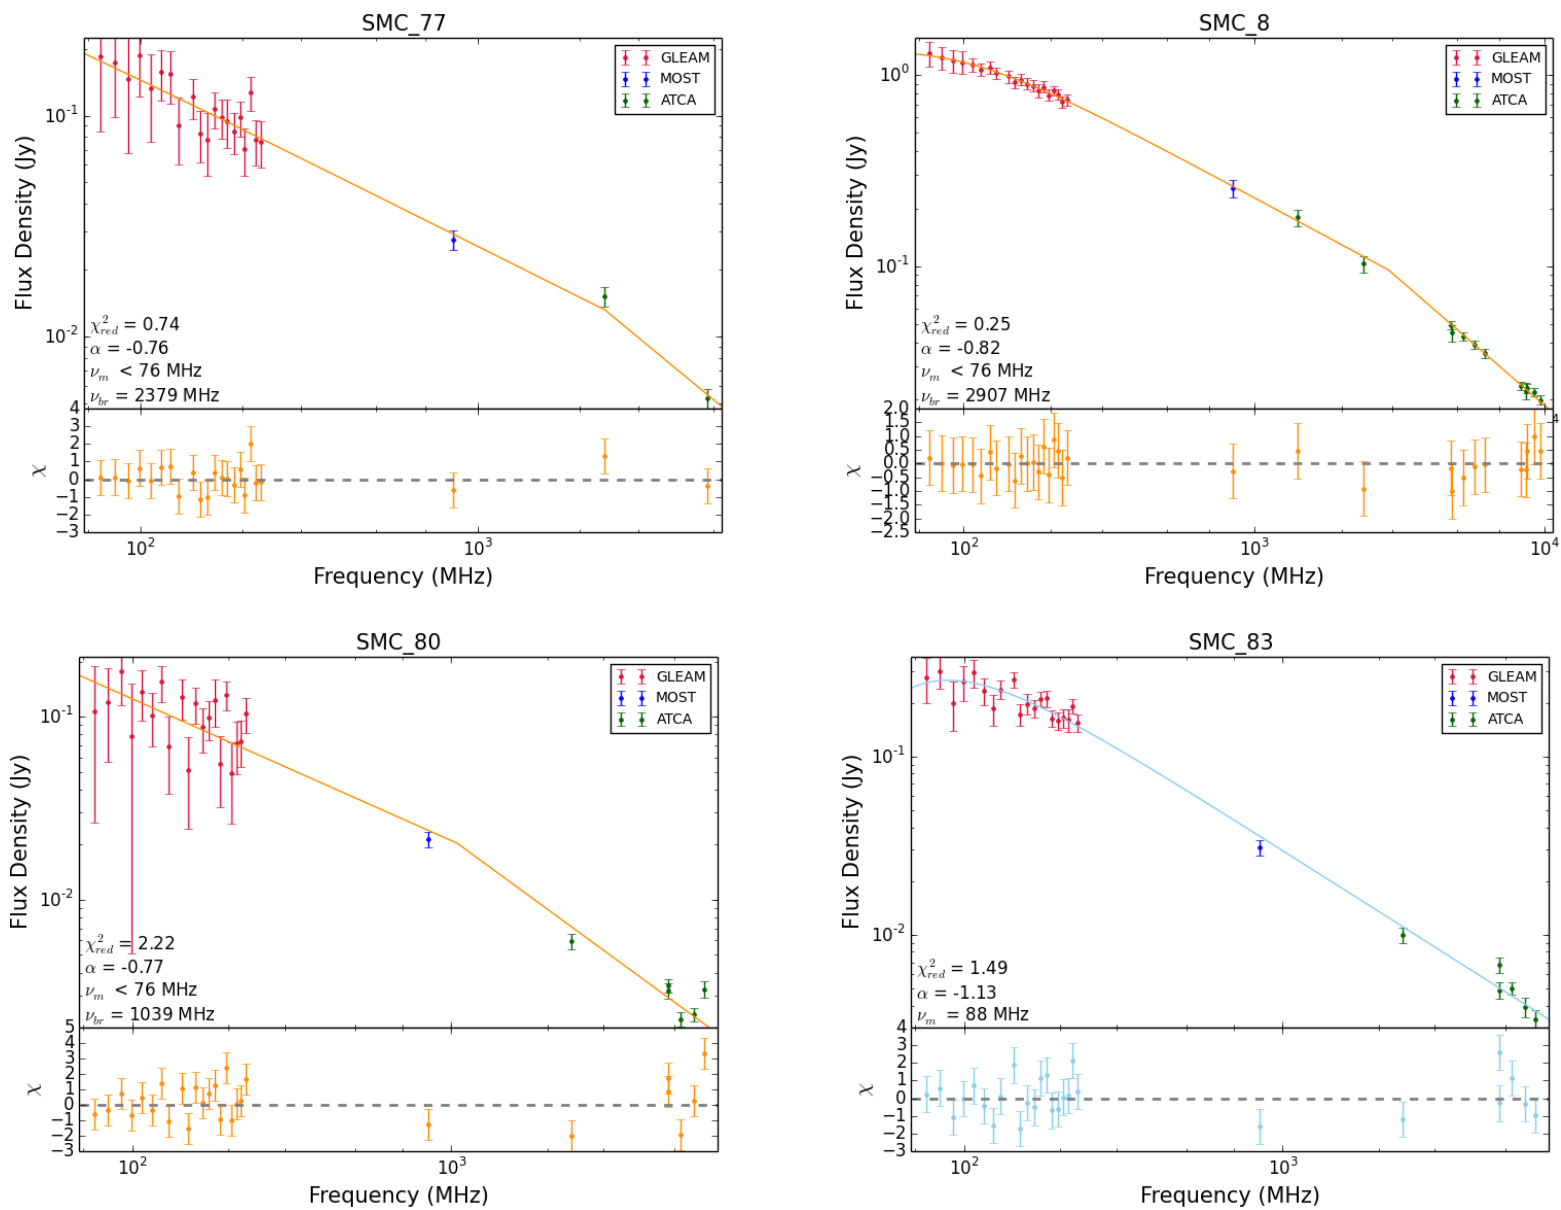 SMC_77
GLEAM
MOST
ATCA
10⁻¹
10⁻²
Flux Density (Jy)
χ²red = 0.74
α = -0.76
νm < 76 MHz
νbr = 2379 MHz
4
3
2
1
0
−1
−2
−3
χ
10² 10³
Frequency (MHz)
SMC_8
GLEAM
MOST
ATCA
10⁰
10⁻¹
Flux Density (Jy)
χ²red = 0.25
α = -0.82
νm < 76 MHz
νbr = 2907 MHz
4
2.0
1.5
1.0
0.5
0.0
−0.5
−1.0
−1.5
−2.0
−2.5
χ
10² 10³ 10⁴
Frequency (MHz)
SMC_80
GLEAM
MOST
ATCA
10⁻¹
10⁻²
Flux Density (Jy)
χ²red = 2.22
α = -0.77
νm < 76 MHz
νbr = 1039 MHz
5
4
3
2
1
0
−1
−2
−3
χ
10² 10³
Frequency (MHz)
SMC_83
GLEAM
MOST
ATCA
10⁻¹
10⁻²
Flux Density (Jy)
χ²red = 1.49
α = -1.13
νm = 88 MHz
4
3
2
1
0
−1
−2
−3
χ
10² 10³
Frequency (MHz)